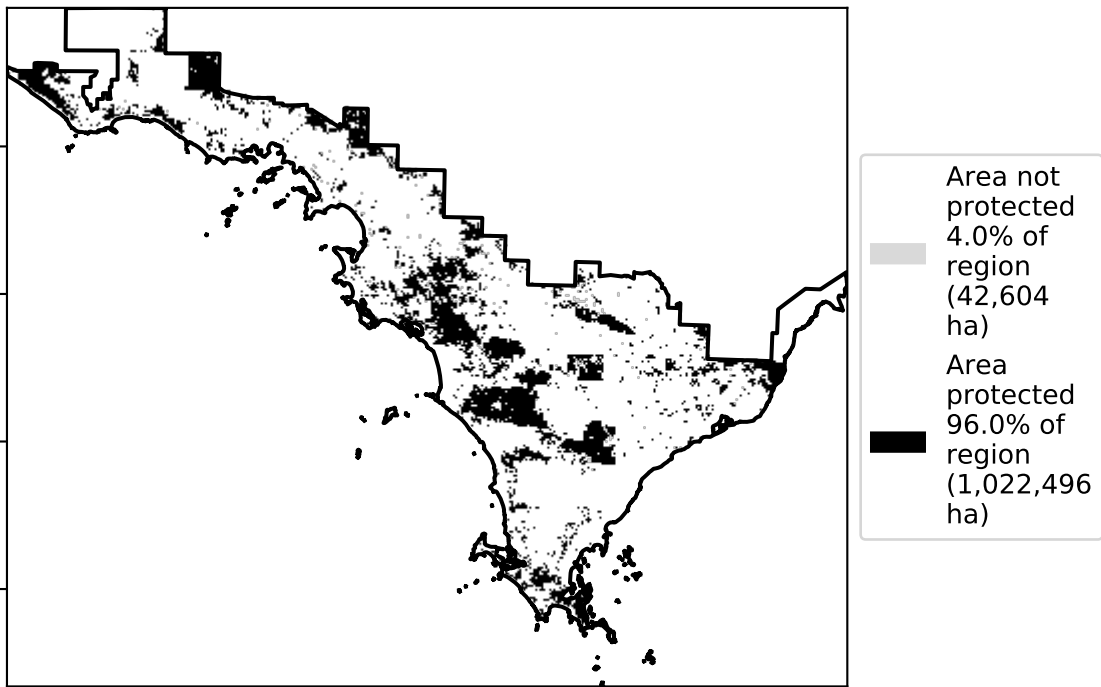 Area not
protected
4.0% of
region
(42,604
ha)
Area
protected
96.0% of
region
(1,022,496
ha)